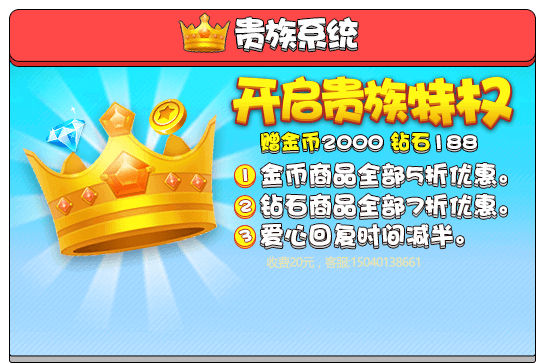 贵族系统
开启贵族特权
赠金币2000 钻石188
1 金币商品全部5折优惠。
2 钻石商品全部7折优惠。
3 爱心回复时间减半。
收费20元，客服:15040138661